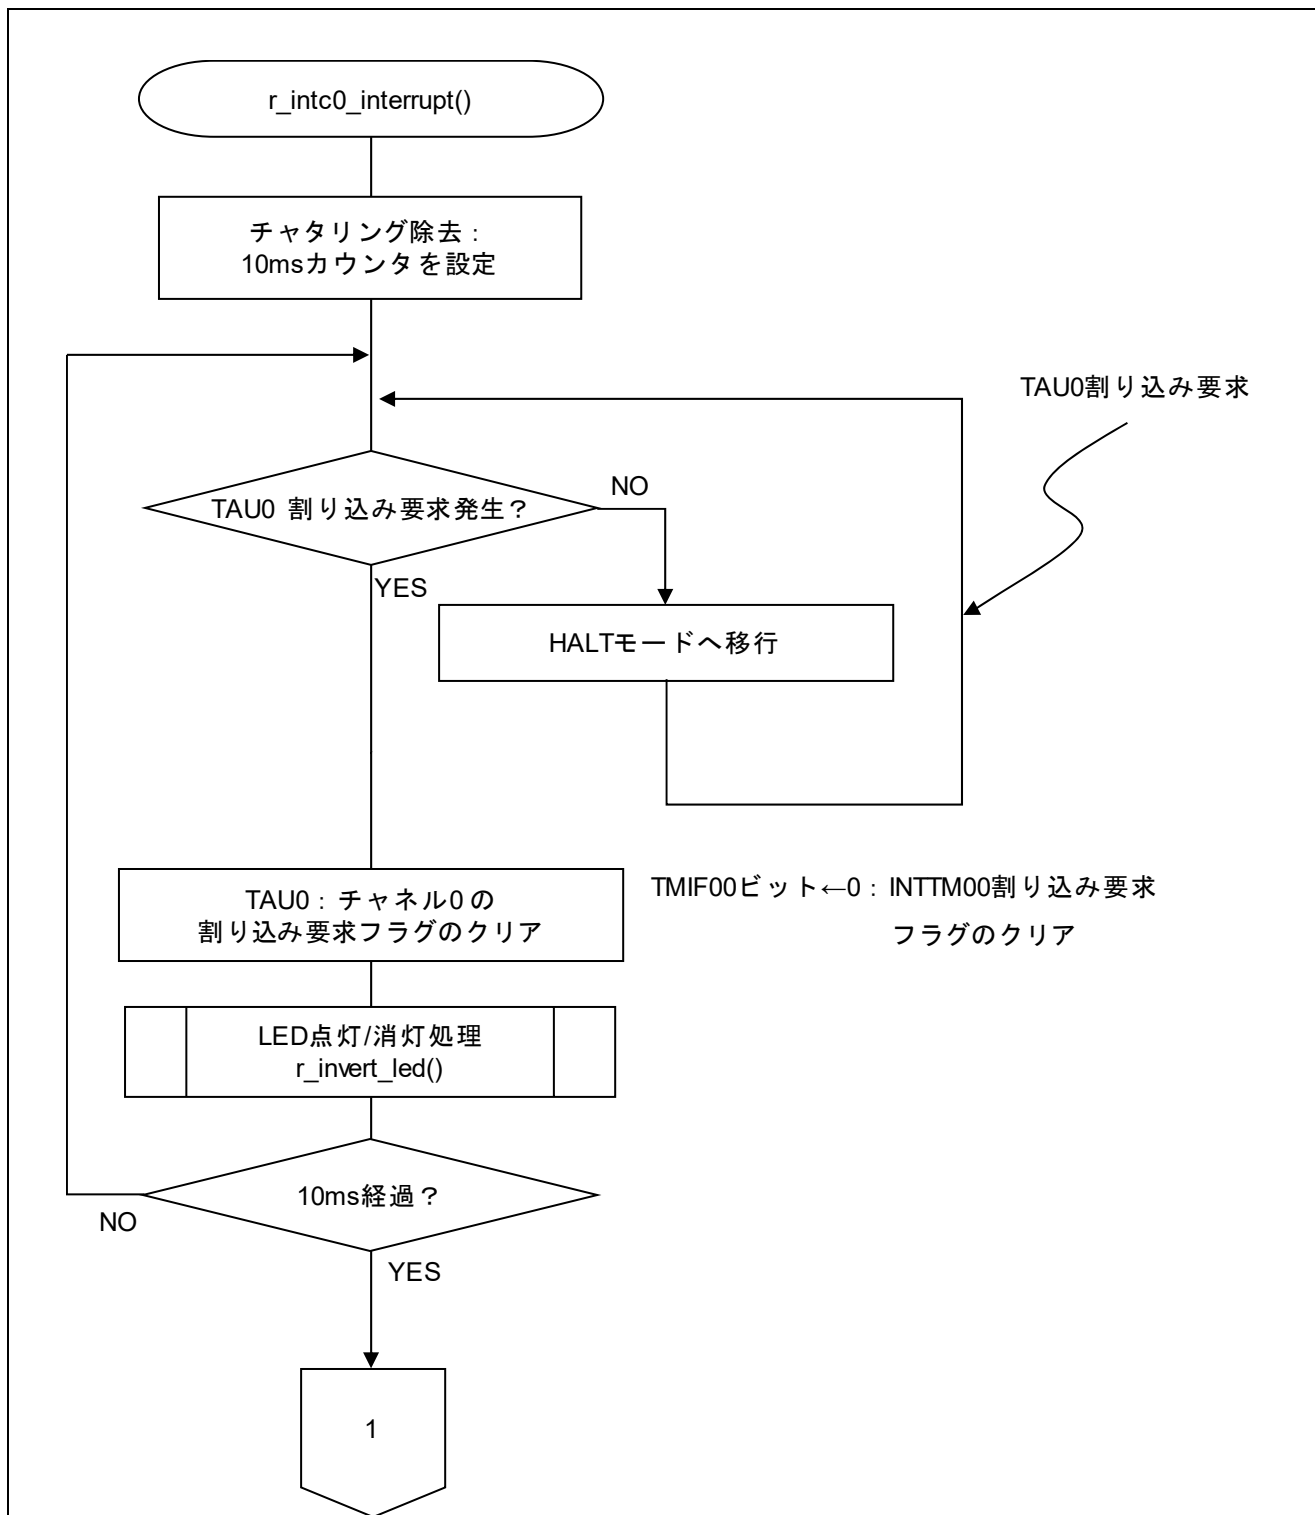 r_intc0_interrupt()
チャタリング除去：
10msカウンタを設定
TAU0割り込み要求
TAU0 割り込み要求発生？
NO
YES
HALTモードへ移行
TAU0：チャネル0 の
割り込み要求フラグのクリア
TMIF00ビット←0：INTTM00割り込み要求
フラグのクリア
LED点灯/消灯処理
r_invert_led()
10ms経過？
NO
YES
1